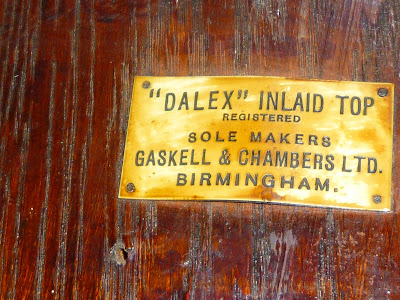 "DALEX" INLAID TOP
REGISTERED
SOLE MAKERS
GASKELL & CHAMBERS LTD.
BIRMINGHAM.